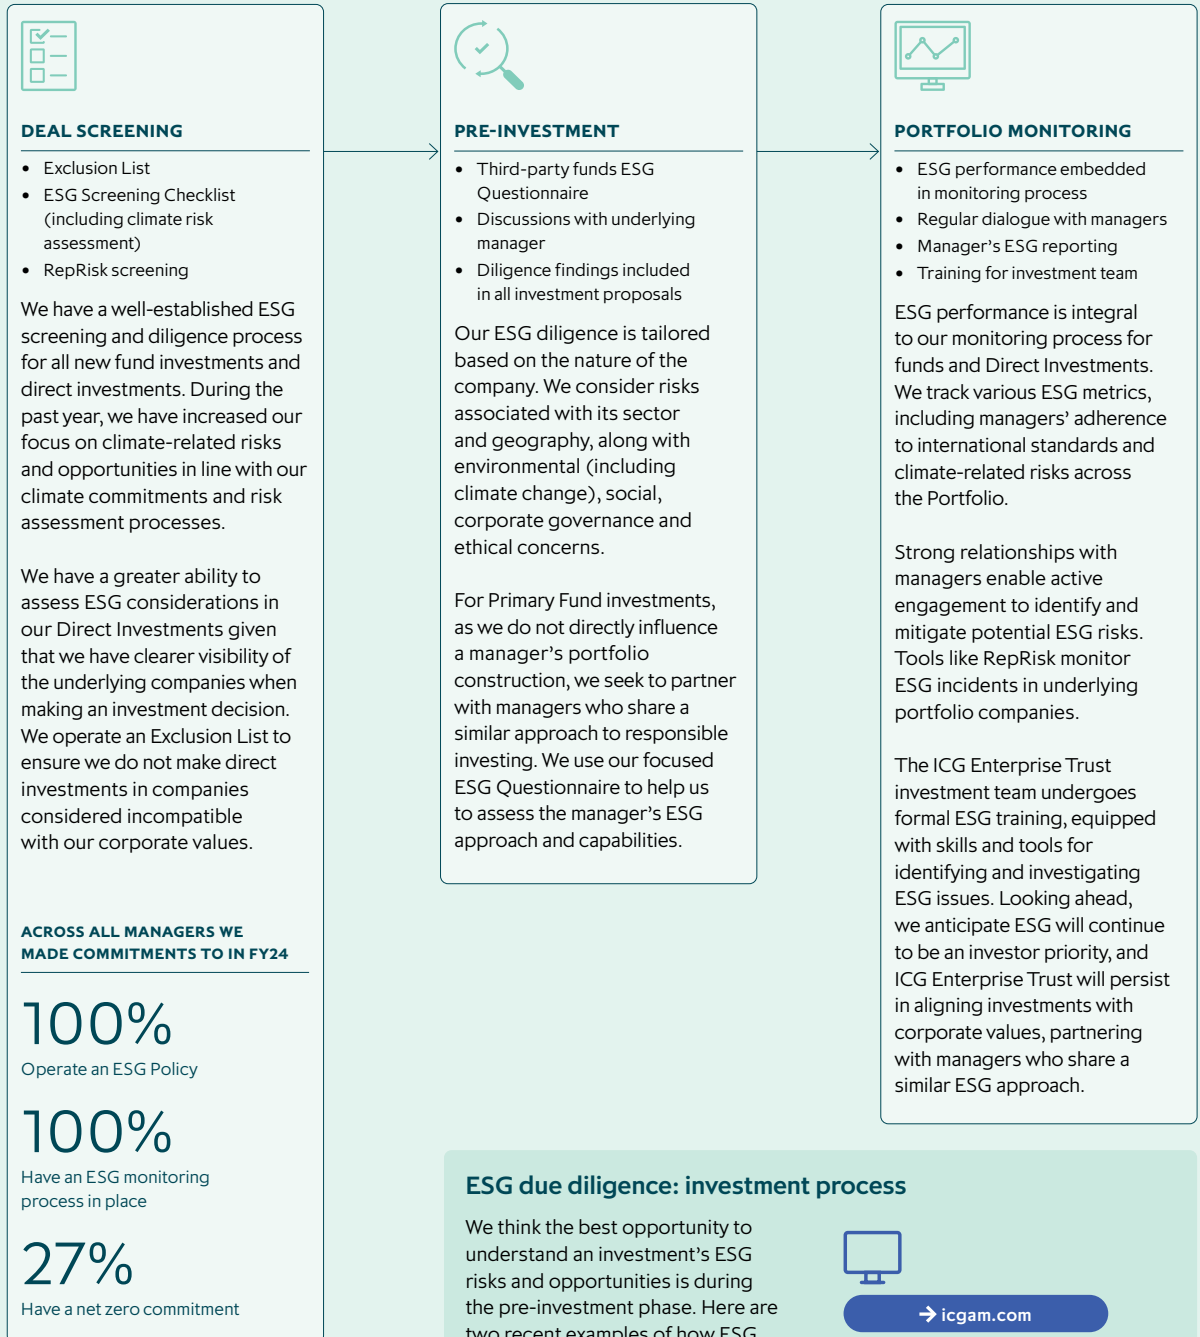 DEAL SCREENING
• Exclusion List
• ESG Screening Checklist
(including climate risk
assessment)
• RepRisk screening
We have a well-established ESG
screening and diligence process
for all new fund investments and
direct investments. During the
past year, we have increased our
focus on climate-related risks
and opportunities in line with our
climate commitments and risk
assessment processes.
We have a greater ability to
assess ESG considerations in
our Direct Investments given
that we have clearer visibility of
the underlying companies when
making an investment decision.
We operate an Exclusion List to
ensure we do not make direct
investments in companies
considered incompatible
with our corporate values.
ACROSS ALL MANAGERS WE
MADE COMMITMENTS TO IN FY24
100%
Operate an ESG Policy
100%
Have an ESG monitoring
process in place
27%
Have a net zero commitment
PRE-INVESTMENT
• Third-party funds ESG
Questionnaire
• Discussions with underlying
manager
• Diligence findings included
in all investment proposals
Our ESG diligence is tailored
based on the nature of the
company. We consider risks
associated with its sector
and geography, along with
environmental (including
climate change), social,
corporate governance and
ethical concerns.
For Primary Fund investments,
as we do not directly influence
a manager’s portfolio
construction, we seek to partner
with managers who share a
similar approach to responsible
investing. We use our focused
ESG Questionnaire to help us
to assess the manager’s ESG
approach and capabilities.
PORTFOLIO MONITORING
• ESG performance embedded
in monitoring process
• Regular dialogue with managers
• Manager’s ESG reporting
• Training for investment team
ESG performance is integral
to our monitoring process for
funds and Direct Investments.
We track various ESG metrics,
including managers’ adherence
to international standards and
climate-related risks across
the Portfolio.
Strong relationships with
managers enable active
engagement to identify and
mitigate potential ESG risks.
Tools like RepRisk monitor
ESG incidents in underlying
portfolio companies.
The ICG Enterprise Trust
investment team undergoes
formal ESG training, equipped
with skills and tools for
identifying and investigating
ESG issues. Looking ahead,
we anticipate ESG will continue
to be an investor priority, and
ICG Enterprise Trust will persist
in aligning investments with
corporate values, partnering
with managers who share a
similar ESG approach.
ESG due diligence: investment process
We think the best opportunity to
understand an investment’s ESG
risks and opportunities is during
the pre-investment phase. Here are
two recent examples of how ESG
→ icgam.com